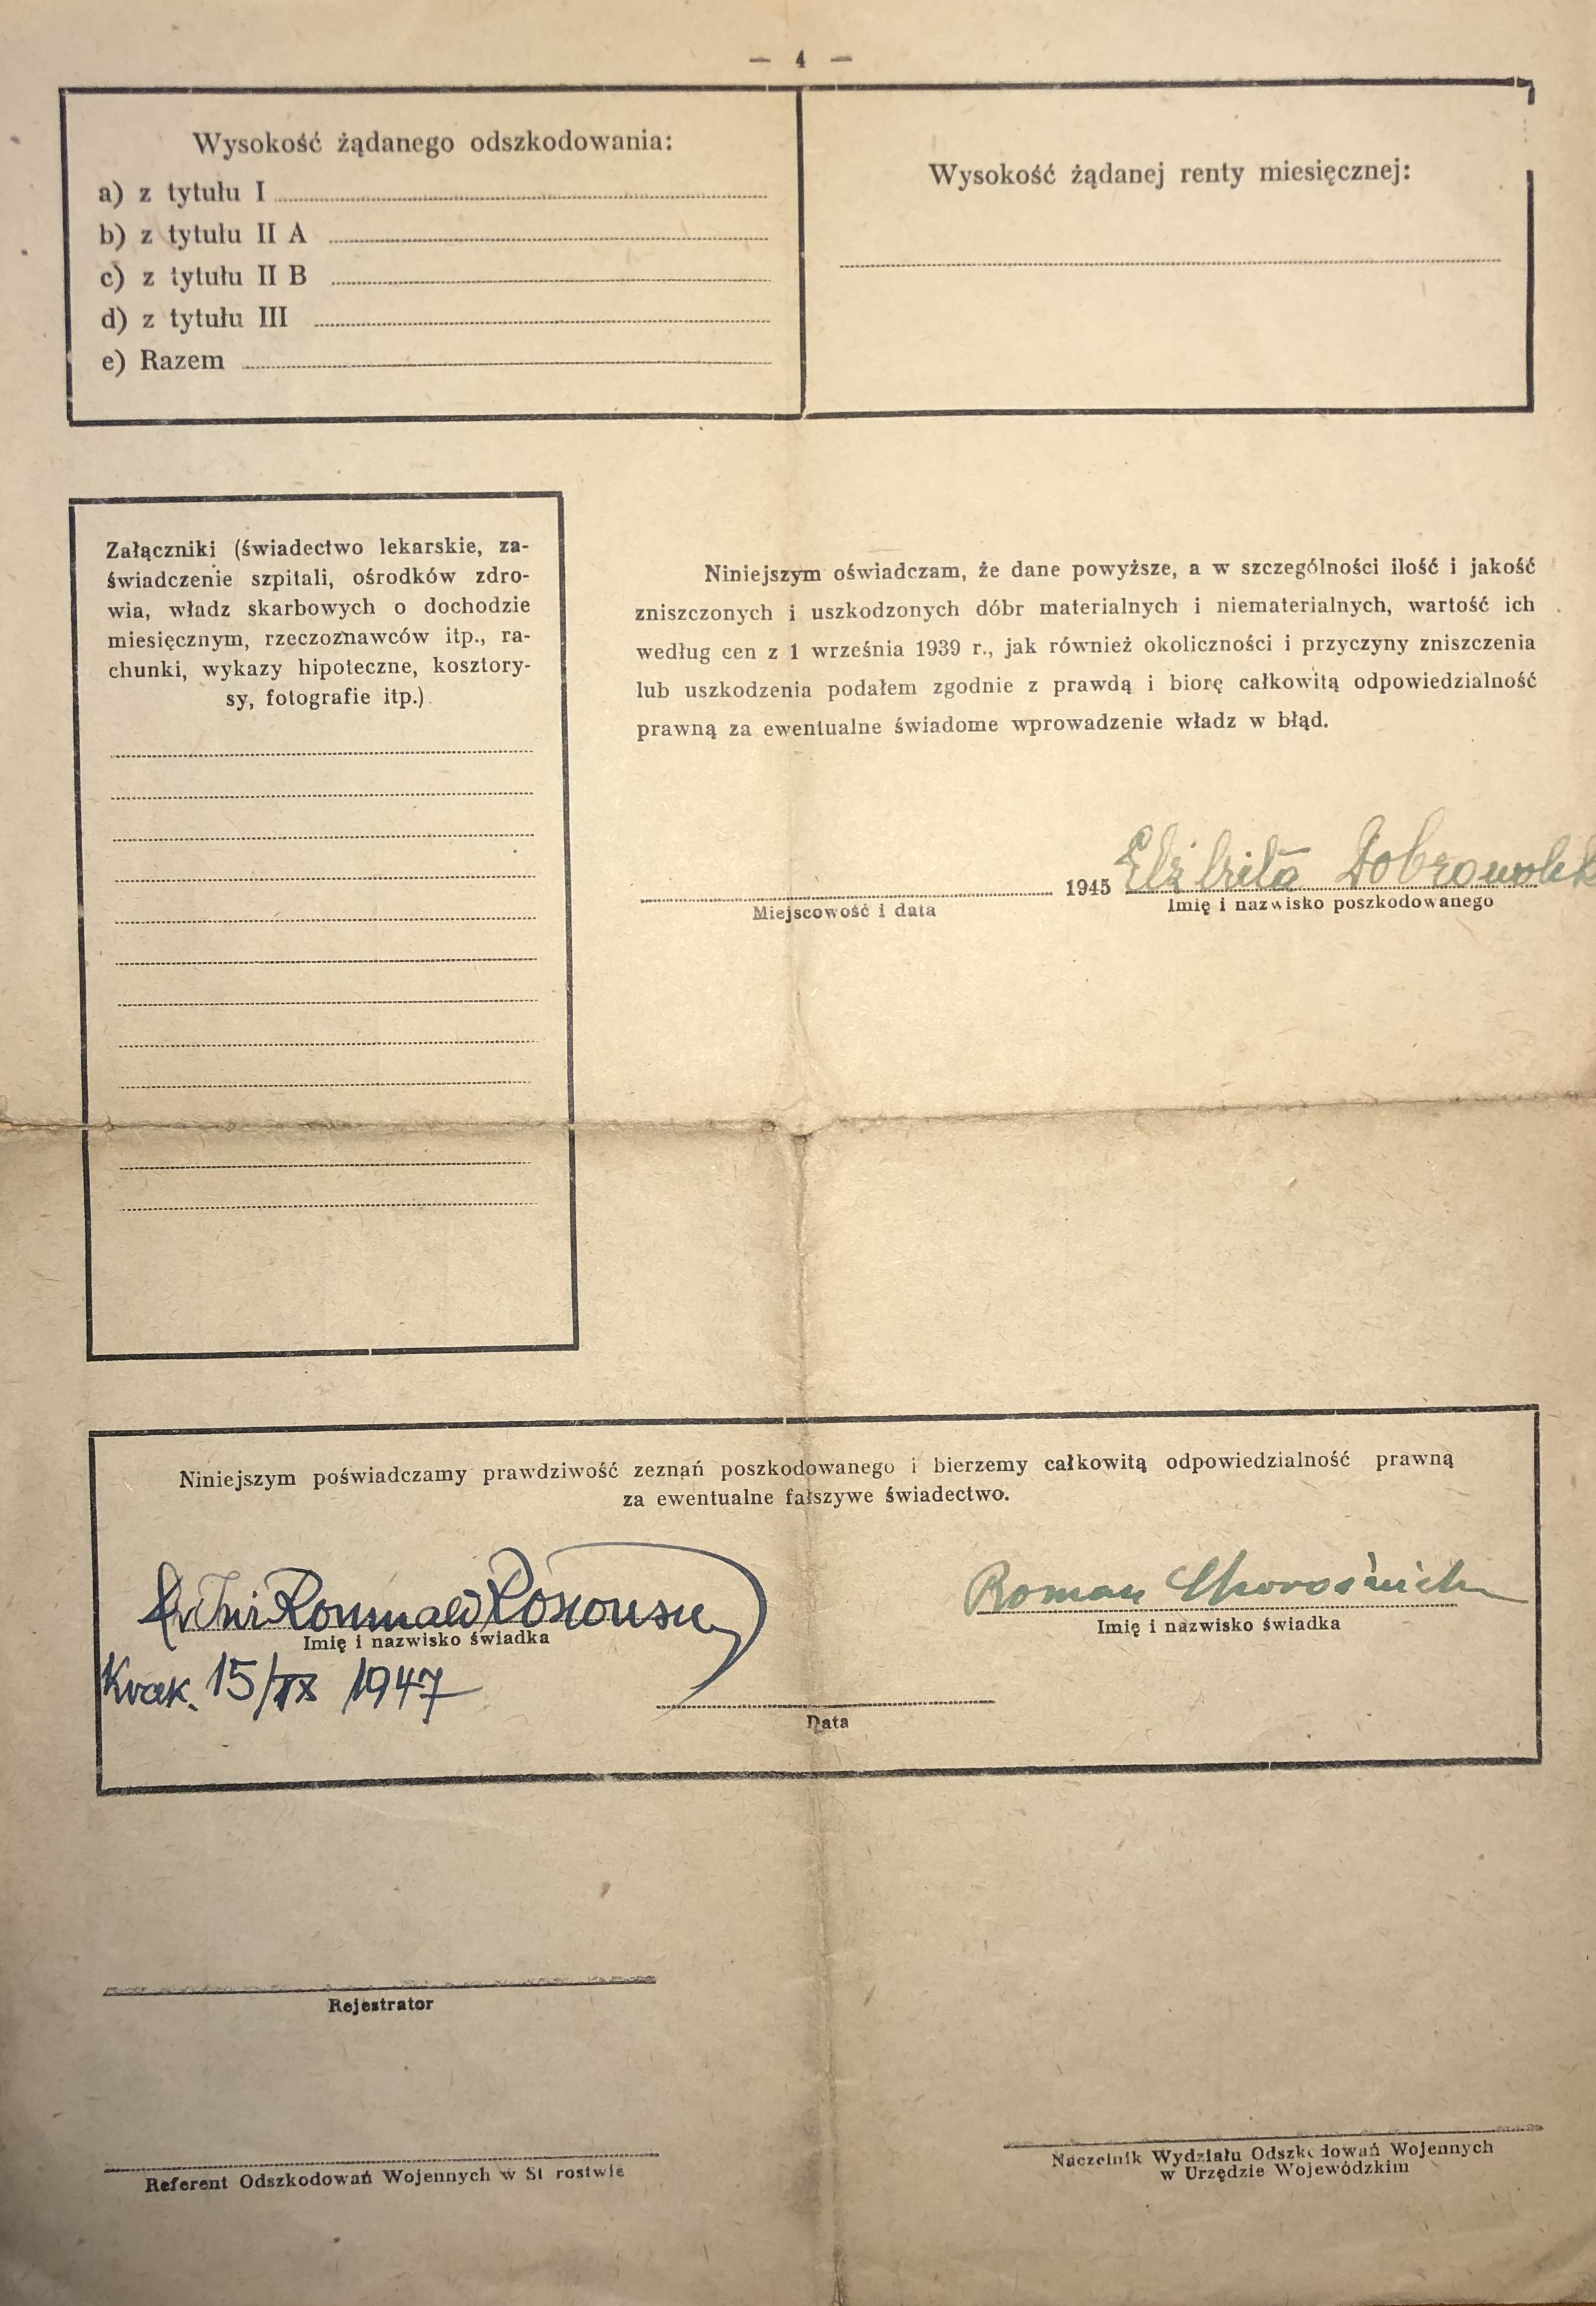 — 4 —
Wysokość żądanego odszkodowania:
a) z tytułu I
b) z tytułu II A
c) z tytułu II B
d) z tytułu III
e) Razem
Wysokość żądanej renty miesięcznej:
Załączniki (świadectwo lekarskie, za-
świadczenie szpitali, ośrodków zdro-
wia, władz skarbowych o dochodzie
miesięcznym, rzeczoznawców itp., ra-
chunki, wykazy hipoteczne, kosztory-
sy, fotografie itp.)
Niniejszym oświadczam, że dane powyższe, a w szczególności ilość i jakość
zniszczonych i uszkodzonych dóbr materialnych i niematerialnych, wartość ich
według cen z 1 września 1939 r., jak również okoliczności i przyczyny zniszczenia
lub uszkodzenia podałem zgodnie z prawdą i biorę całkowitą odpowiedzialność
prawną za ewentualne świadome wprowadzenie władz w błąd.
1945 Elżbieta Dobrowolsk
Miejscowość i data
Imię i nazwisko poszkodowanego
Niniejszym poświadczamy prawdziwość zeznań poszkodowanego i bierzemy całkowitą odpowiedzialność prawną
za ewentualne fałszywe świadectwo.
Romuald
Roman
Imię i nazwisko świadka
Imię i nazwisko świadka
Krak. 15/IX 1947
Data
Rejestrator
Referent Odszkodowań Wojennych w St rostwie
Naczelnik Wydziału Odszkodowań Wojennych
w Urzędzie Wojewódzkim